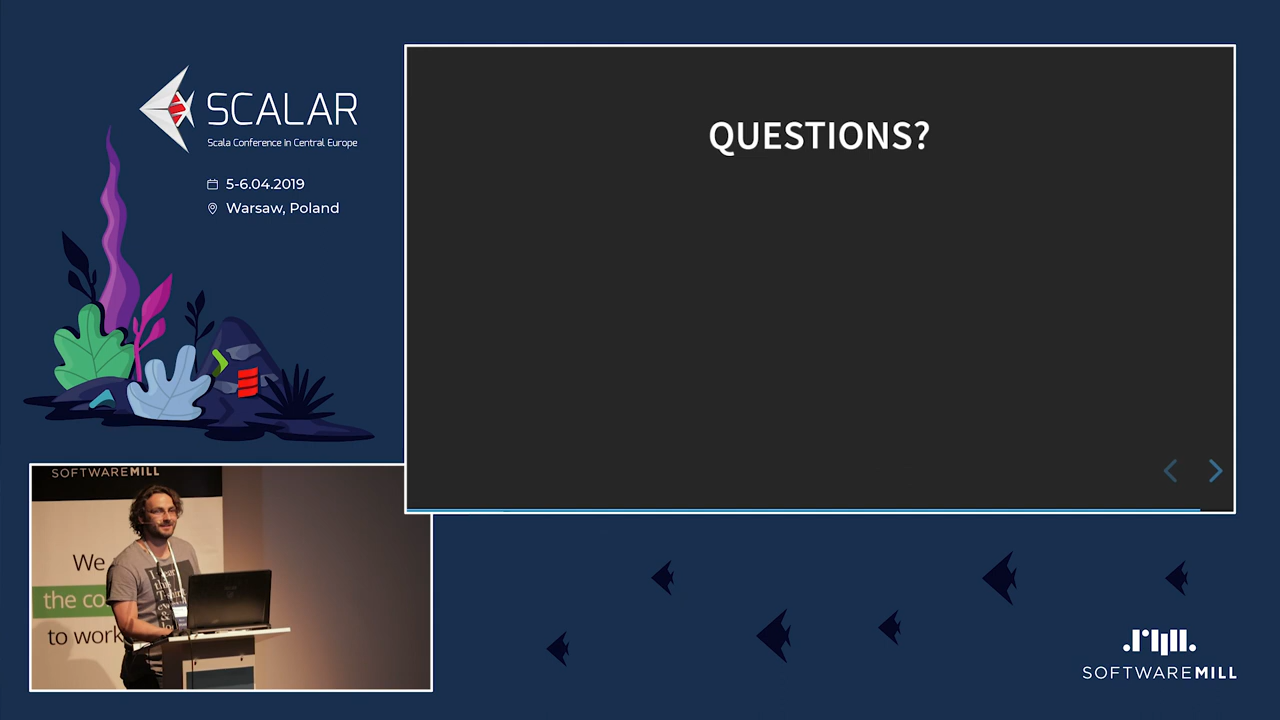 SCALAR
Scala Conference in Central Europe
5-6.04.2019
Warsaw, Poland
QUESTIONS?
SOFTWAREMILL
We
the co
to work
SOFTWAREMILL